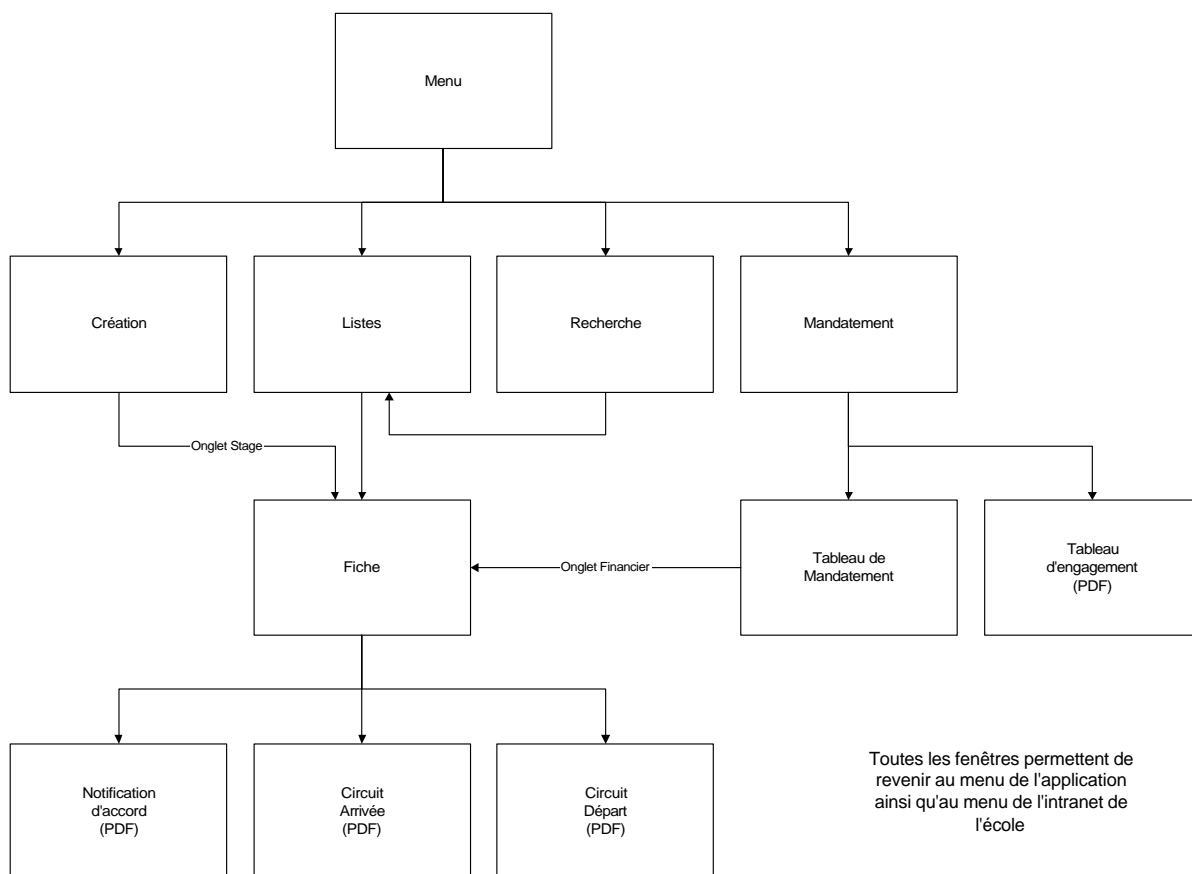 Menu
Création
Listes
Recherche
Mandatement
Onglet Stage
Fiche
Onglet Financier
Tableau de
Mandatement
Tableau
d'engagement
(PDF)
Notification
d'accord
(PDF)
Circuit
Arrivée
(PDF)
Circuit
Départ
(PDF)
Toutes les fenêtres permettent de
revenir au menu de l'application
ainsi qu'au menu de l'intranet de
l'école